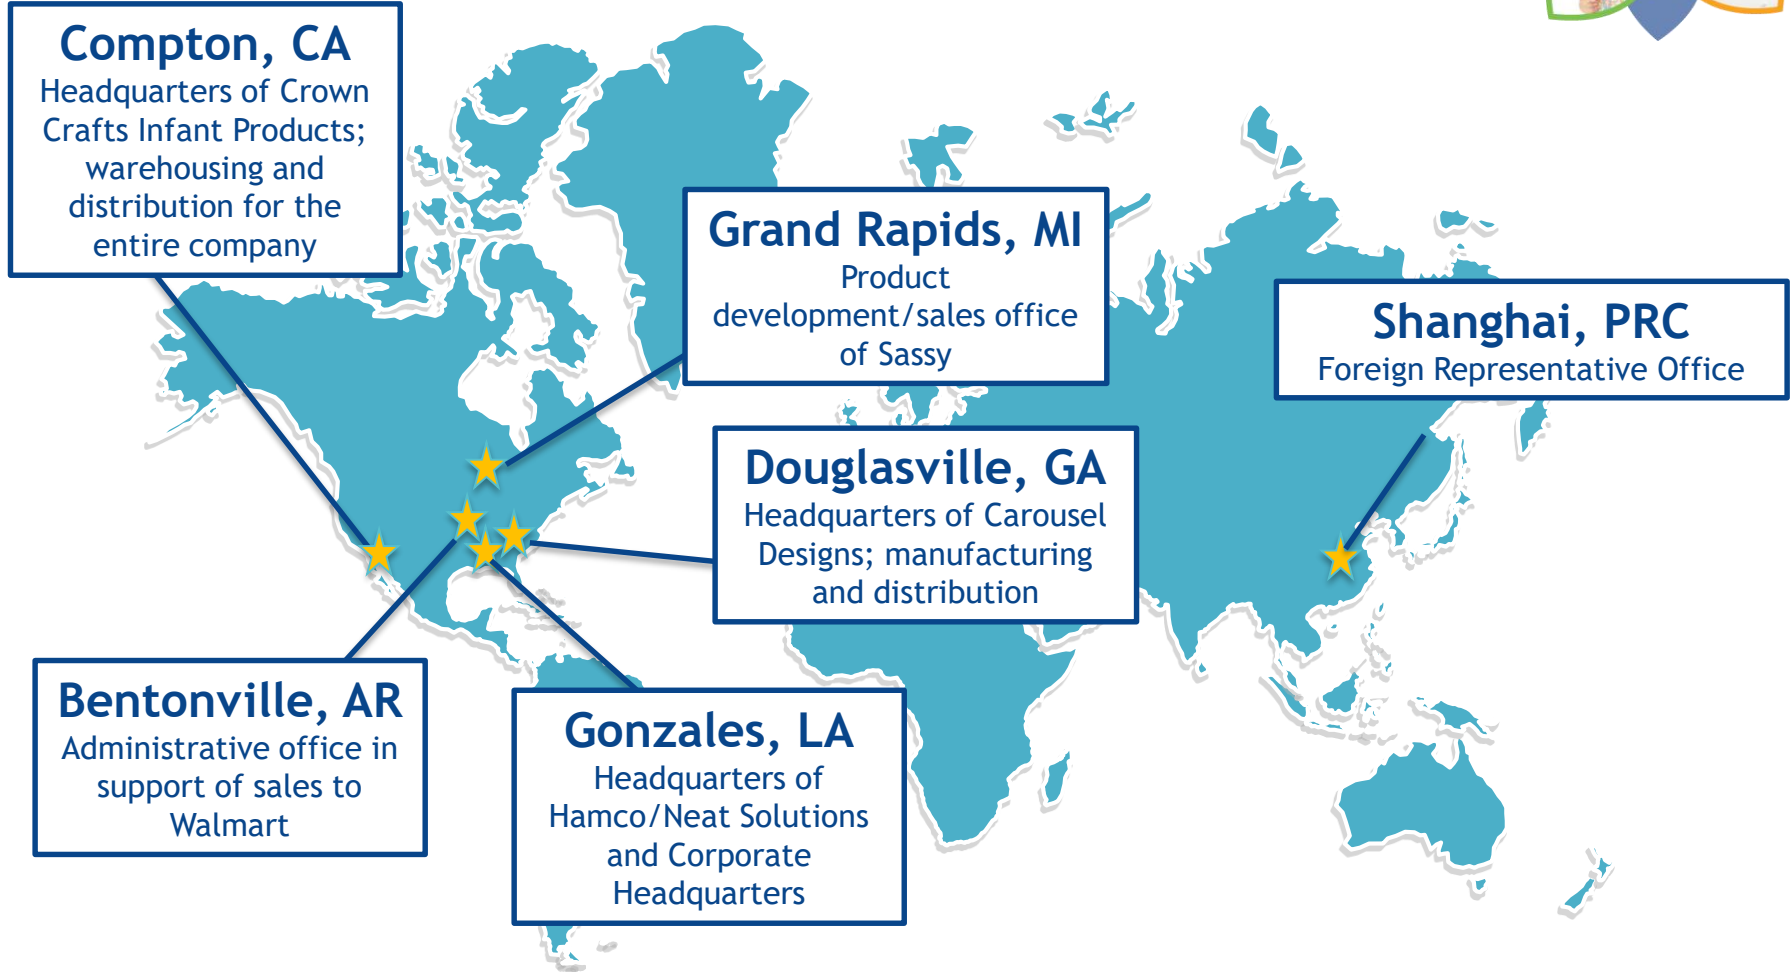 Compton, CA
Headquarters of Crown
Crafts Infant Products;
warehousing and
distribution for the
entire company
Grand Rapids, MI
Product
development/sales office
of Sassy
Shanghai, PRC
Foreign Representative Office
Douglasville, GA
Headquarters of Carousel
Designs; manufacturing
and distribution
Bentonville, AR
Administrative office in
support of sales to
Walmart
Gonzales, LA
Headquarters of
Hamco/Neat Solutions
and Corporate
Headquarters